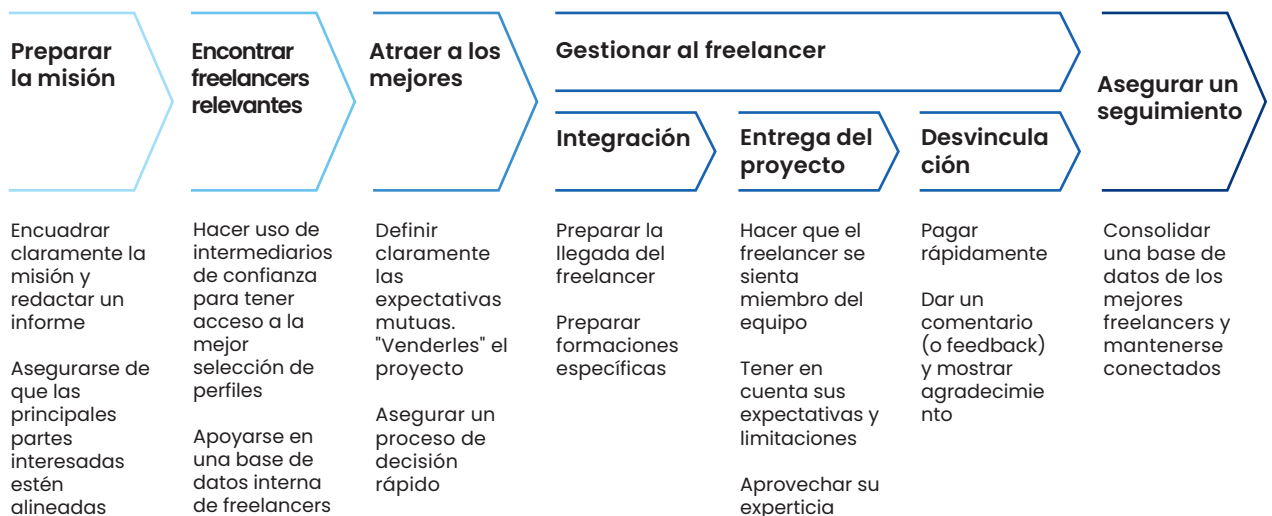 Preparar
la misión
Encontrar
freelancers
relevantes
Atraer a los
mejores
Gestionar al freelancer
Integración
Entrega del
proyecto
Desvincula
ción
Asegurar un
seguimiento
Encuadrar
claramente la
misión y
redactar un
informe
Asegurarse de
que las
principales
partes
interesadas
estén
alineadas
Hacer uso de
intermediarios
de confianza
para tener
acceso a la
mejor
selección de
perfiles
Apoyarse en
una base de
datos interna
de freelancers
Definir
claramente
las
expectativas
mutuas.
"Venderles" el
proyecto
Asegurar un
proceso de
decisión
rápido
Preparar la
llegada del
freelancer
Preparar
formaciones
específicas
Hacer que el
freelancer se
sienta
miembro del
equipo
Tener en
cuenta sus
expectativas y
limitaciones
Aprovechar su
experticia
Pagar
rápidamente
Dar un
comentario
(o feedback)
y mostrar
agradecimie
nto
Consolidar
una base de
datos de los
mejores
freelancers y
mantenerse
conectados